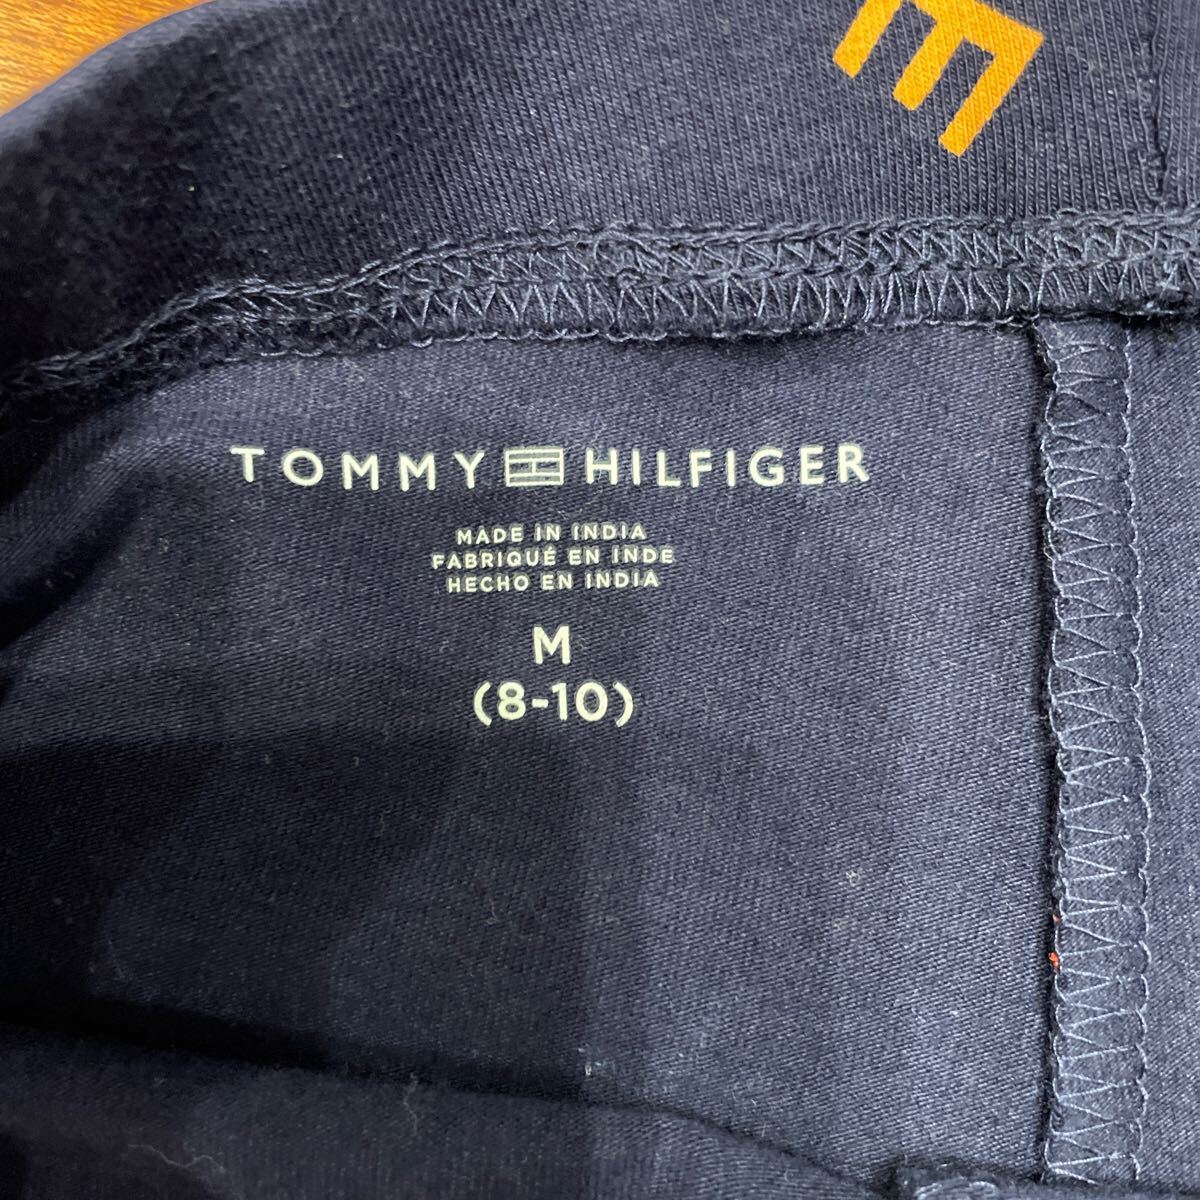 E
TOMMY HILFIGER
MADE IN INDIA
FABRIQUÉ EN INDE
HECHO EN INDIA
M
(8-10)